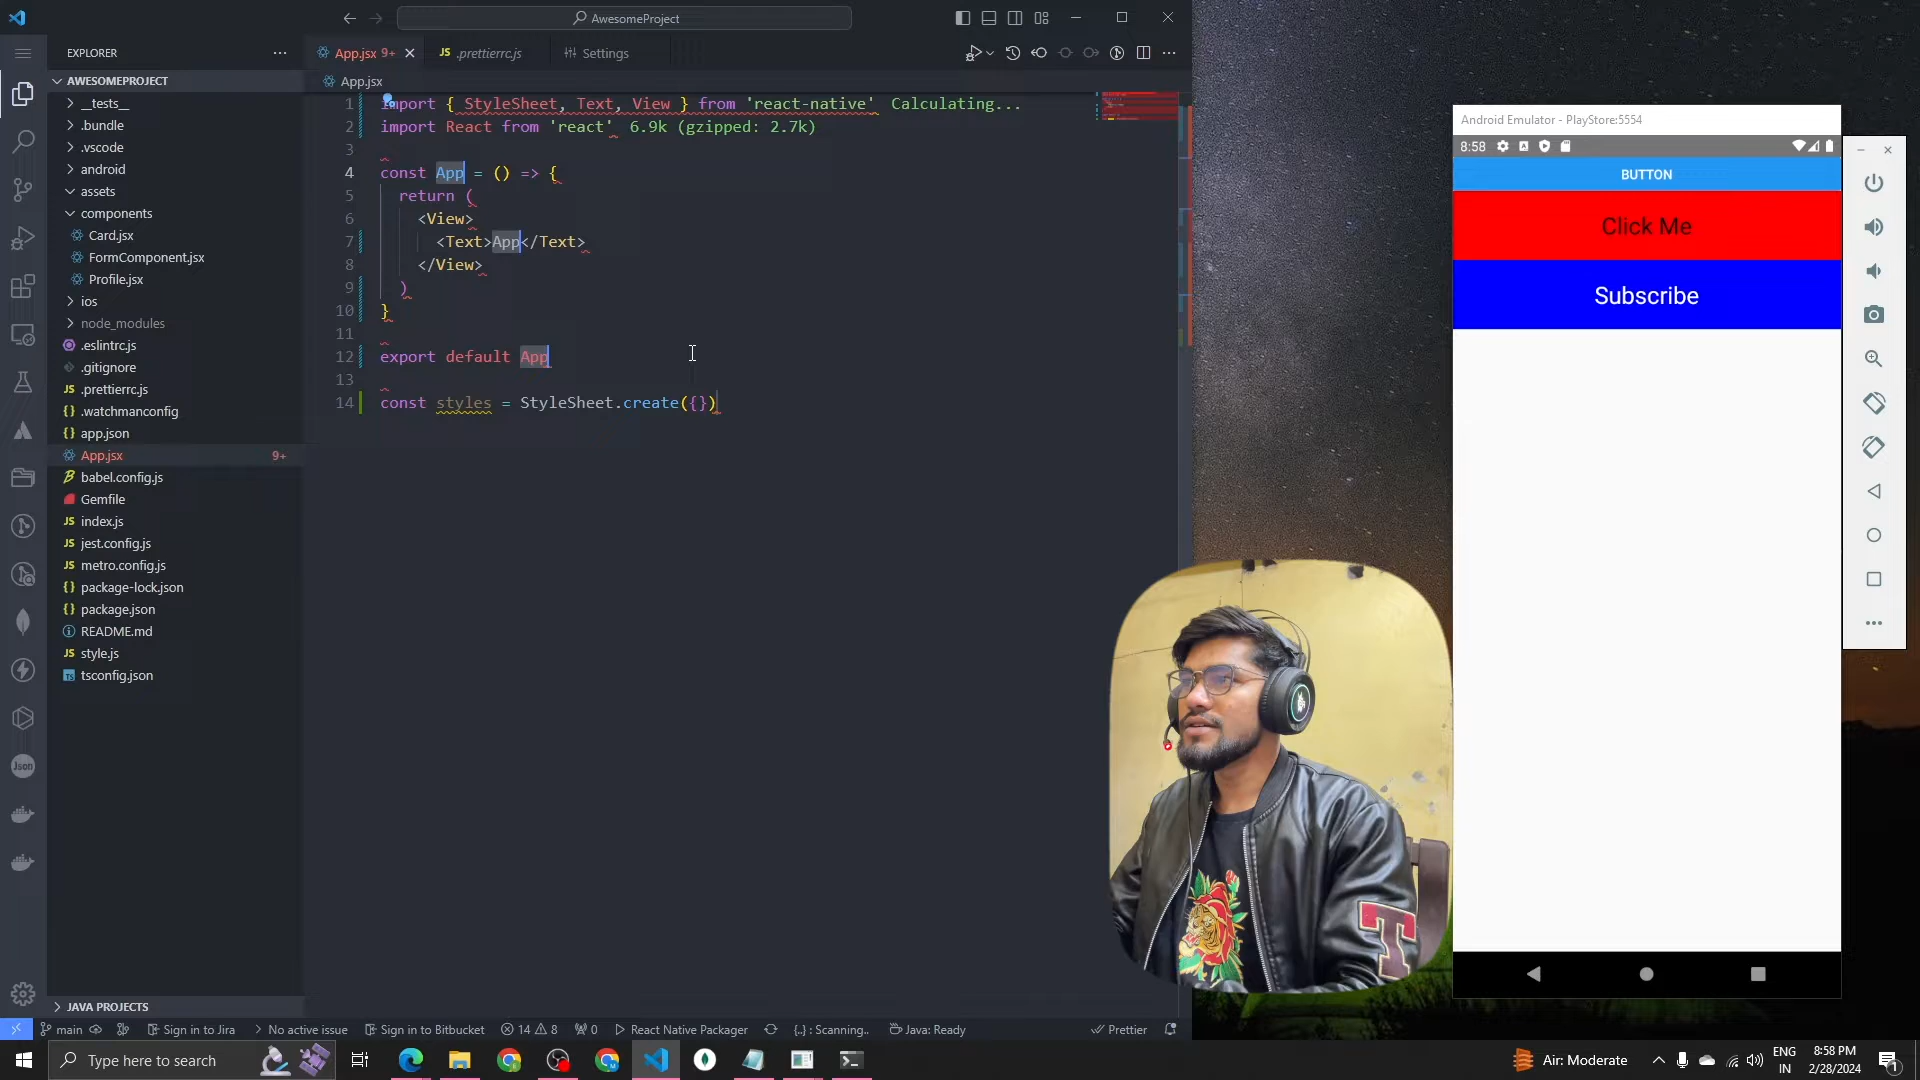 AwesomeProject
EXPLORER
AWESOMEPROJECT
__tests__
.bundle
.vscode
android
assets
components
Card.jsx
FormComponent.jsx
Profile.jsx
ios
node_modules
.eslintrc.js
.gitignore
JS .prettierrc.js
.watchmanconfig
{} app.json
App.jsx 9+
babel.config.js
Gemfile
JS index.js
JS jest.config.js
JS metro.config.js
{} package-lock.json
{} package.json
README.md
JS style.js
TS tsconfig.json
JAVA PROJECTS
Json
App.jsx 9+
JS .prettierrc.js
Settings
App.jsx
1 import { StyleSheet, Text, View } from 'react-native' Calculating...
2 import React from 'react' 6.9k (gzipped: 2.7k)
3
4 const App = () => {
5 return (
6 <View>
7 <Text>App</Text>
8 </View>
9 )
10 }
11
12 export default App
13
14 const styles = StyleSheet.create({})
Android Emulator - PlayStore:5554
8:58
BUTTON
Click Me
Subscribe
T
main
Sign in to Jira
No active issue
Sign in to Bitbucket
14
8
0
React Native Packager
{..} : Scanning..
Java: Ready
Prettier
Type here to search
Air: Moderate
ENG
IN
8:58 PM
2/28/2024
1